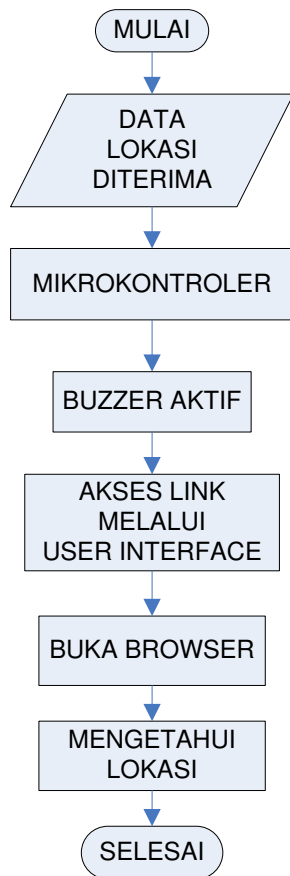 MULAI
DATA
LOKASI
DITERIMA
MIKROKONTROLER
BUZZER AKTIF
AKSES LINK
MELALUI
USER INTERFACE
BUKA BROWSER
MENGETAHUI
LOKASI
SELESAI